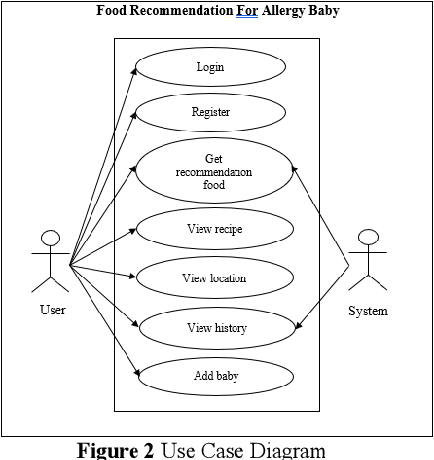 Food Recommendation For Allergy Baby
Login
Register
Get
recommendation
food
View recipe
View location
View history
Add baby
User
System
Figure 2 Use Case Diagram